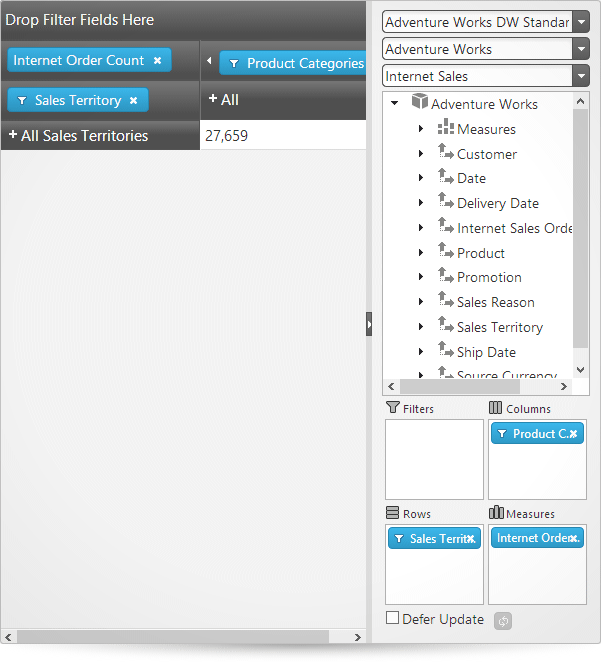 Drop Filter Fields Here
Internet Order Count
Product Categories
Sales Territory
+ All
+ All Sales Territories
27,659
Adventure Works DW Standar
Adventure Works
Internet Sales
Adventure Works
Measures
Customer
Date
Delivery Date
Internet Sales Orde
Product
Promotion
Sales Reason
Sales Territory
Ship Date
Source Currency
Filters
Columns
Product C..
Rows
Measures
Sales Territ
Internet Order
Defer Update